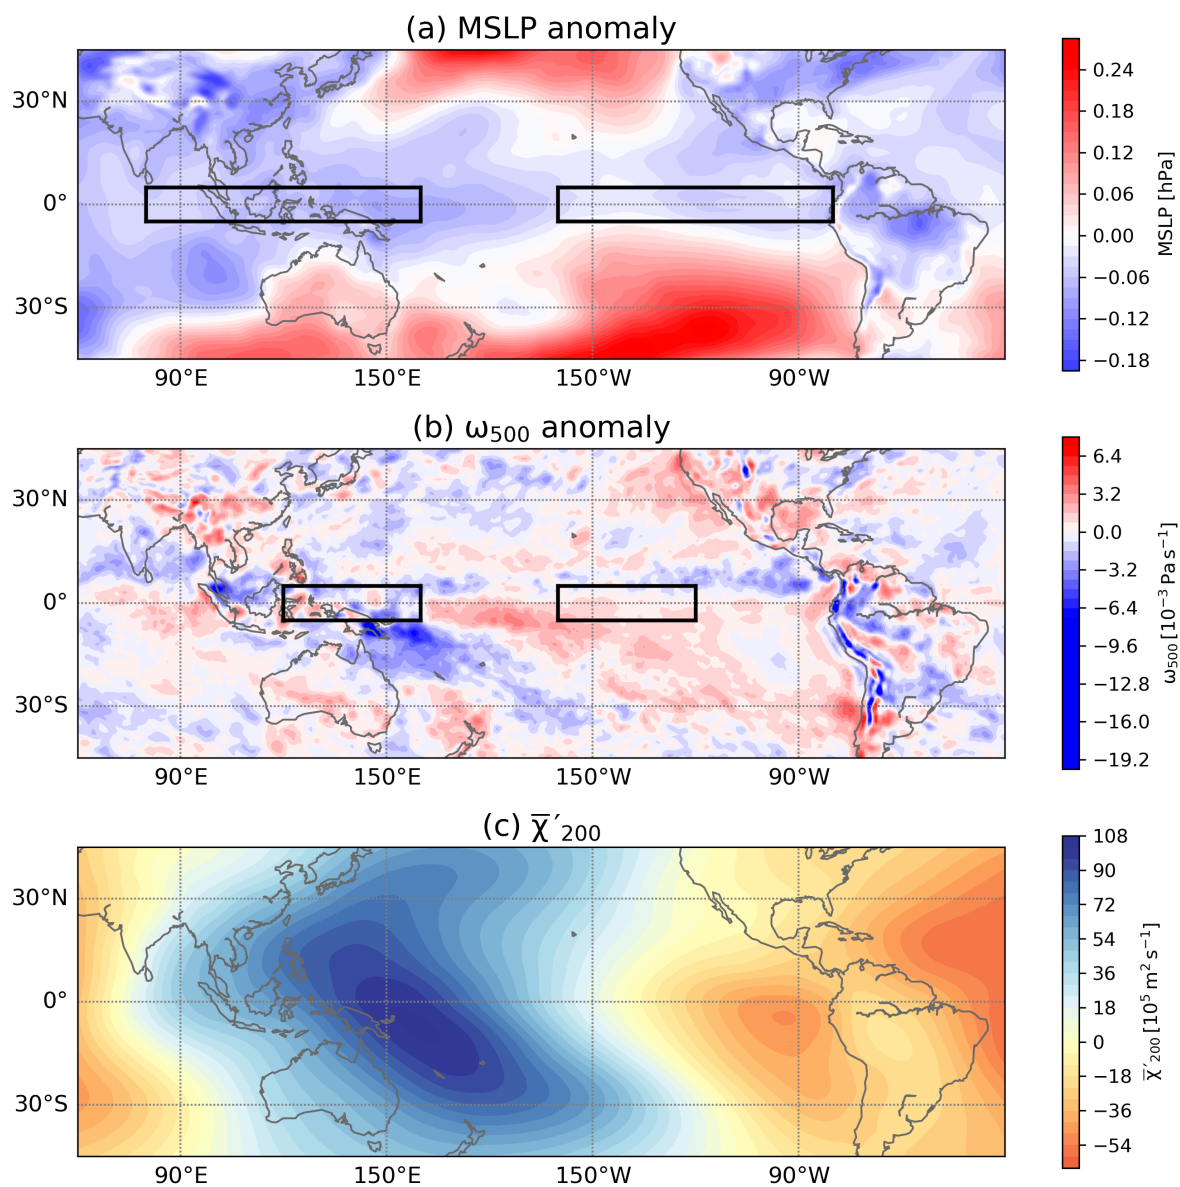 (a) MSLP anomaly
30°N
0°
30°S
90°E 150°E 150°W 90°W
0.24
0.18
0.12
0.06
0.00
−0.06
−0.12
−0.18
MSLP [hPa]
(b) ω₅₀₀ anomaly
30°N
0°
30°S
90°E 150°E 150°W 90°W
6.4
3.2
0.0
−3.2
−6.4
−9.6
−12.8
−16.0
−19.2
ω₅₀₀ [10⁻³ Pa s⁻¹]
(c) χ̅′₂₀₀
30°N
0°
30°S
90°E 150°E 150°W 90°W
108
90
72
54
36
18
0
−18
−36
−54
χ̅′₂₀₀ [10⁵ m² s⁻¹]